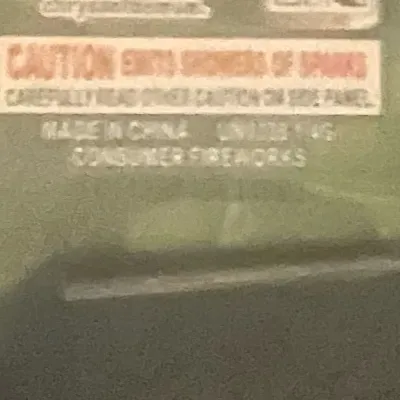 chrysanthemums.
CAUTION EMITS SHOWERS OF SPARKS
CAREFULLY READ OTHER CAUTION ON SIDE PANEL.
MADE IN CHINA UN0336 1.4G
CONSUMER FIREWORKS